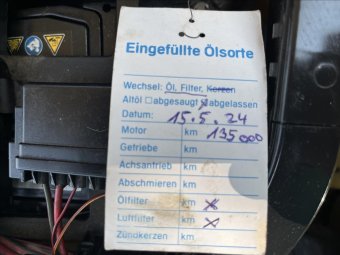 Eingefüllte Ölsorte
Wechsel: Öl, Filter, Kerzen
Altöl ☐abgesaugt ☒abgelassen
Datum: 15.5.24
Motor km 135000
Getriebe km
Achsantrieb km
Abschmieren km
Ölfilter km x
Luftfilter km x
Zündkerzen km